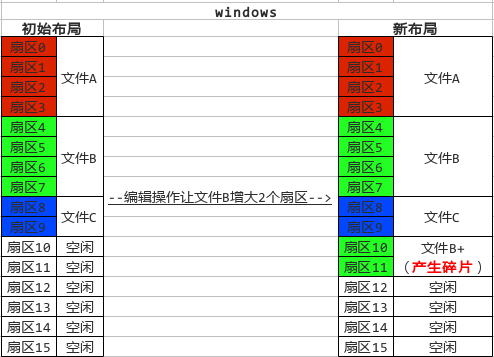 windows
初始布局 新布局
扇区0 文件A 扇区0 文件A
扇区1 扇区1
扇区2 扇区2
扇区3 扇区3
扇区4 文件B 扇区4 文件B
扇区5 扇区5
扇区6 扇区6
扇区7 扇区7
--编辑操作让文件B增大2个扇区-->
扇区8 文件C 扇区8 文件C
扇区9 扇区9
扇区10 空闲 扇区10 文件B+
扇区11 空闲 扇区11 （产生碎片）
扇区12 空闲 扇区12 空闲
扇区13 空闲 扇区13 空闲
扇区14 空闲 扇区14 空闲
扇区15 空闲 扇区15 空闲